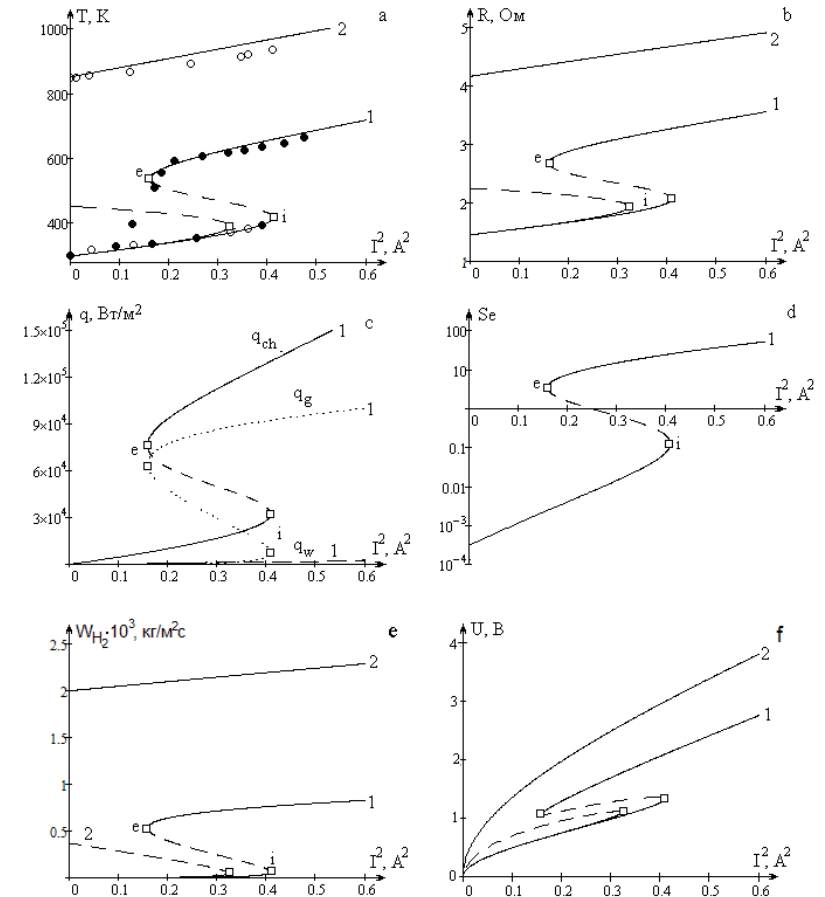 T, K
a
1000
800
600
400
2
1
e
i
0
0.1
0.2
0.3
0.4
0.5
0.6
I², A²
R, Ом
b
5
4
3
2
1
2
1
e
i
0
0.1
0.2
0.3
0.4
0.5
0.6
I², A²
q, Вт/м²
c
1.5×10⁵
1.2×10⁵
9×10⁴
6×10⁴
3×10⁴
q_ch.
1
q_g
1
e
i
q_w
1
0
0.1
0.2
0.3
0.4
0.5
0.6
I², A²
Se
d
100
10
0.1
0.01
10⁻³
10⁻⁴
1
e
i
0
0.1
0.2
0.3
0.4
0.5
0.6
I², A²
W_H₂·10³, кг/м²с
e
2.5
2
1.5
1
0.5
2
1
e
2
i
0
0.1
0.2
0.3
0.4
0.5
0.6
I², A²
U, B
f
4
3
2
1
0
2
1
0
0.1
0.2
0.3
0.4
0.5
0.6
I², A²